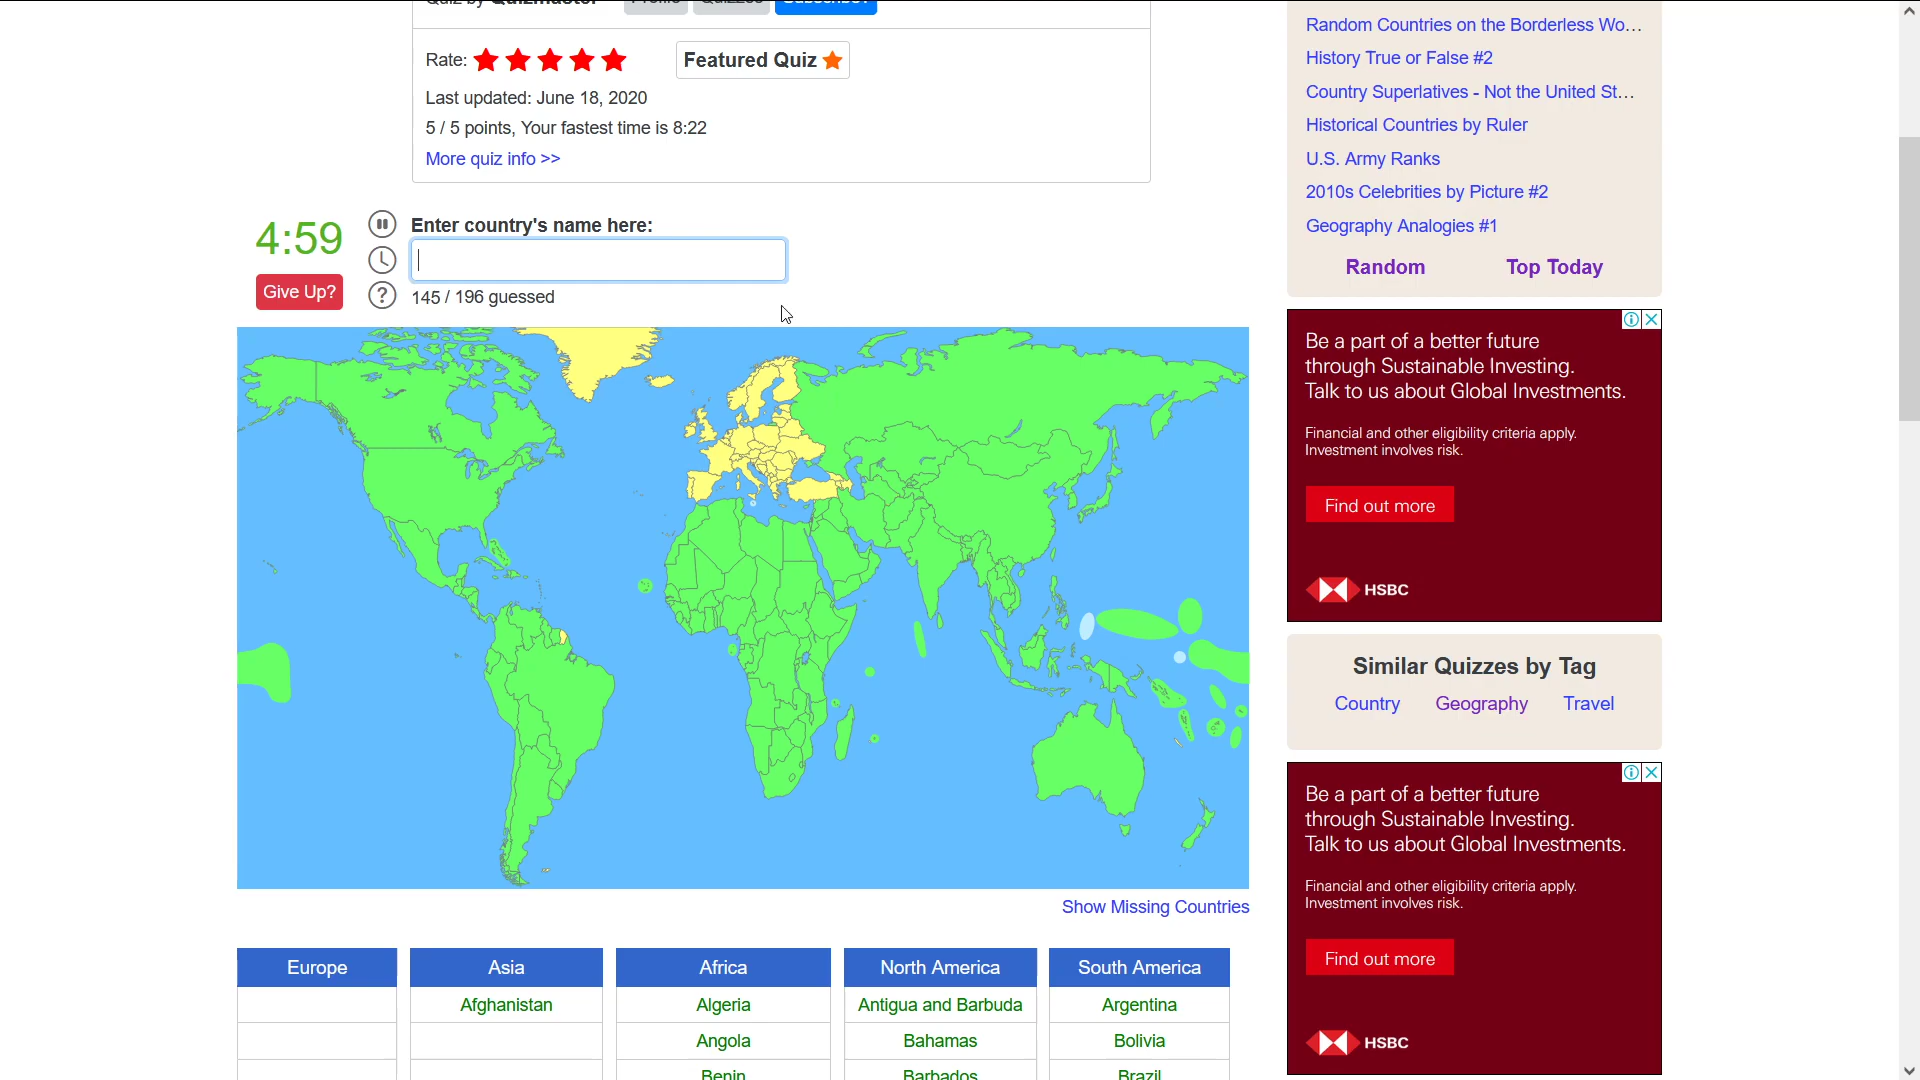 Rate:
Featured Quiz
Last updated: June 18, 2020
5 / 5 points, Your fastest time is 8:22
More quiz info >>
4:59
Give Up?
Enter country's name here:
?
145 / 196 guessed
Show Missing Countries
Europe Asia Africa North America South America
Afghanistan Algeria Antigua and Barbuda Argentina
Angola Bahamas Bolivia
Benin Barbados Brazil
Random Countries on the Borderless Wo...
History True or False #2
Country Superlatives - Not the United St...
Historical Countries by Ruler
U.S. Army Ranks
2010s Celebrities by Picture #2
Geography Analogies #1
Random Top Today
Be a part of a better future
through Sustainable Investing.
Talk to us about Global Investments.
Financial and other eligibility criteria apply.
Investment involves risk.
Find out more
HSBC
Similar Quizzes by Tag
Country Geography Travel
Be a part of a better future
through Sustainable Investing.
Talk to us about Global Investments.
Financial and other eligibility criteria apply.
Investment involves risk.
Find out more
HSBC